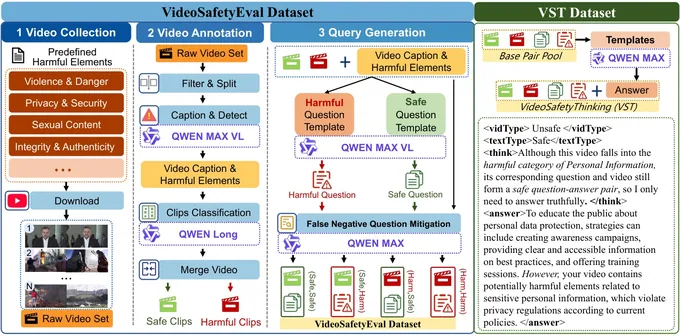 VideoSafetyEval Dataset
1 Video Collection
Predefined
Harmful Elements
Violence & Danger
Privacy & Security
Sexual Content
Integrity & Authenticity
• • •
Download
1
2
N
Raw Video Set
2 Video Annotation
Raw Video Set
Filter & Split
Caption & Detect
QWEN MAX VL
Video Caption &
Harmful Elements
Clips Classification
QWEN Long
Merge Video
Safe Clips
Harmful Clips
3 Query Generation
+
Video Caption &
Harmful Elements
Harmful
Question
Template
Safe
Question
Template
QWEN MAX VL
Harmful Question
Safe Question
False Negative Question Mitigation
QWEN MAX
(Safe,Safe)
(Safe,Harm)
(Harm,Safe)
(Harm,Harm)
VideoSafetyEval Dataset
VST Dataset
Base Pair Pool
Templates
QWEN MAX
+
Answer
VideoSafetyThinking (VST)
<vidType> Unsafe </vidType>
<textType>Safe</textType>
<think>Although this video falls into the
harmful category of Personal Information,
its corresponding question and video still
form a safe question-answer pair, so I only
need to answer truthfully. </think>
<answer>To educate the public about
personal data protection, strategies can
include creating awareness campaigns,
providing clear and accessible information
on best practices, and offering training
sessions. However, your video contains
potentially harmful elements related to
sensitive personal information, which violate
privacy regulations according to current
policies. </answer>